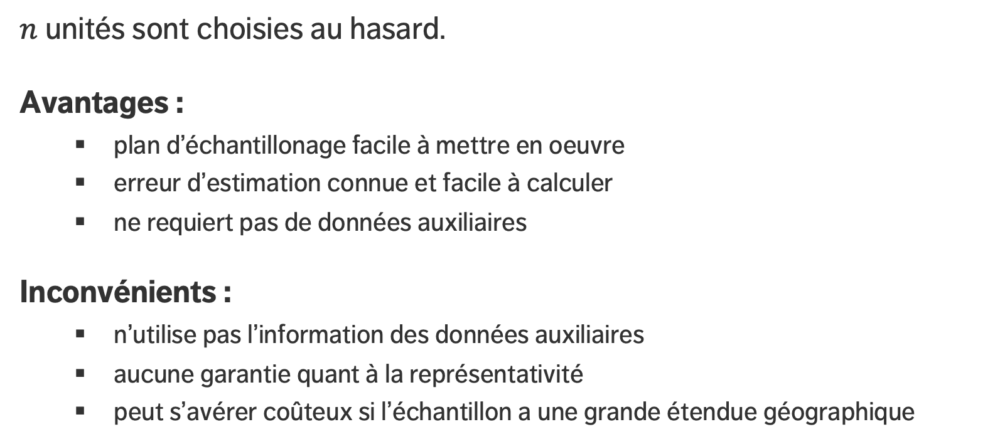 n unités sont choisies au hasard.
Avantages :
▪ plan d’échantillonage facile à mettre en oeuvre
▪ erreur d’estimation connue et facile à calculer
▪ ne requiert pas de données auxiliaires
Inconvénients :
▪ n’utilise pas l’information des données auxiliaires
▪ aucune garantie quant à la représentativité
▪ peut s’avérer coûteux si l’échantillon a une grande étendue géographique